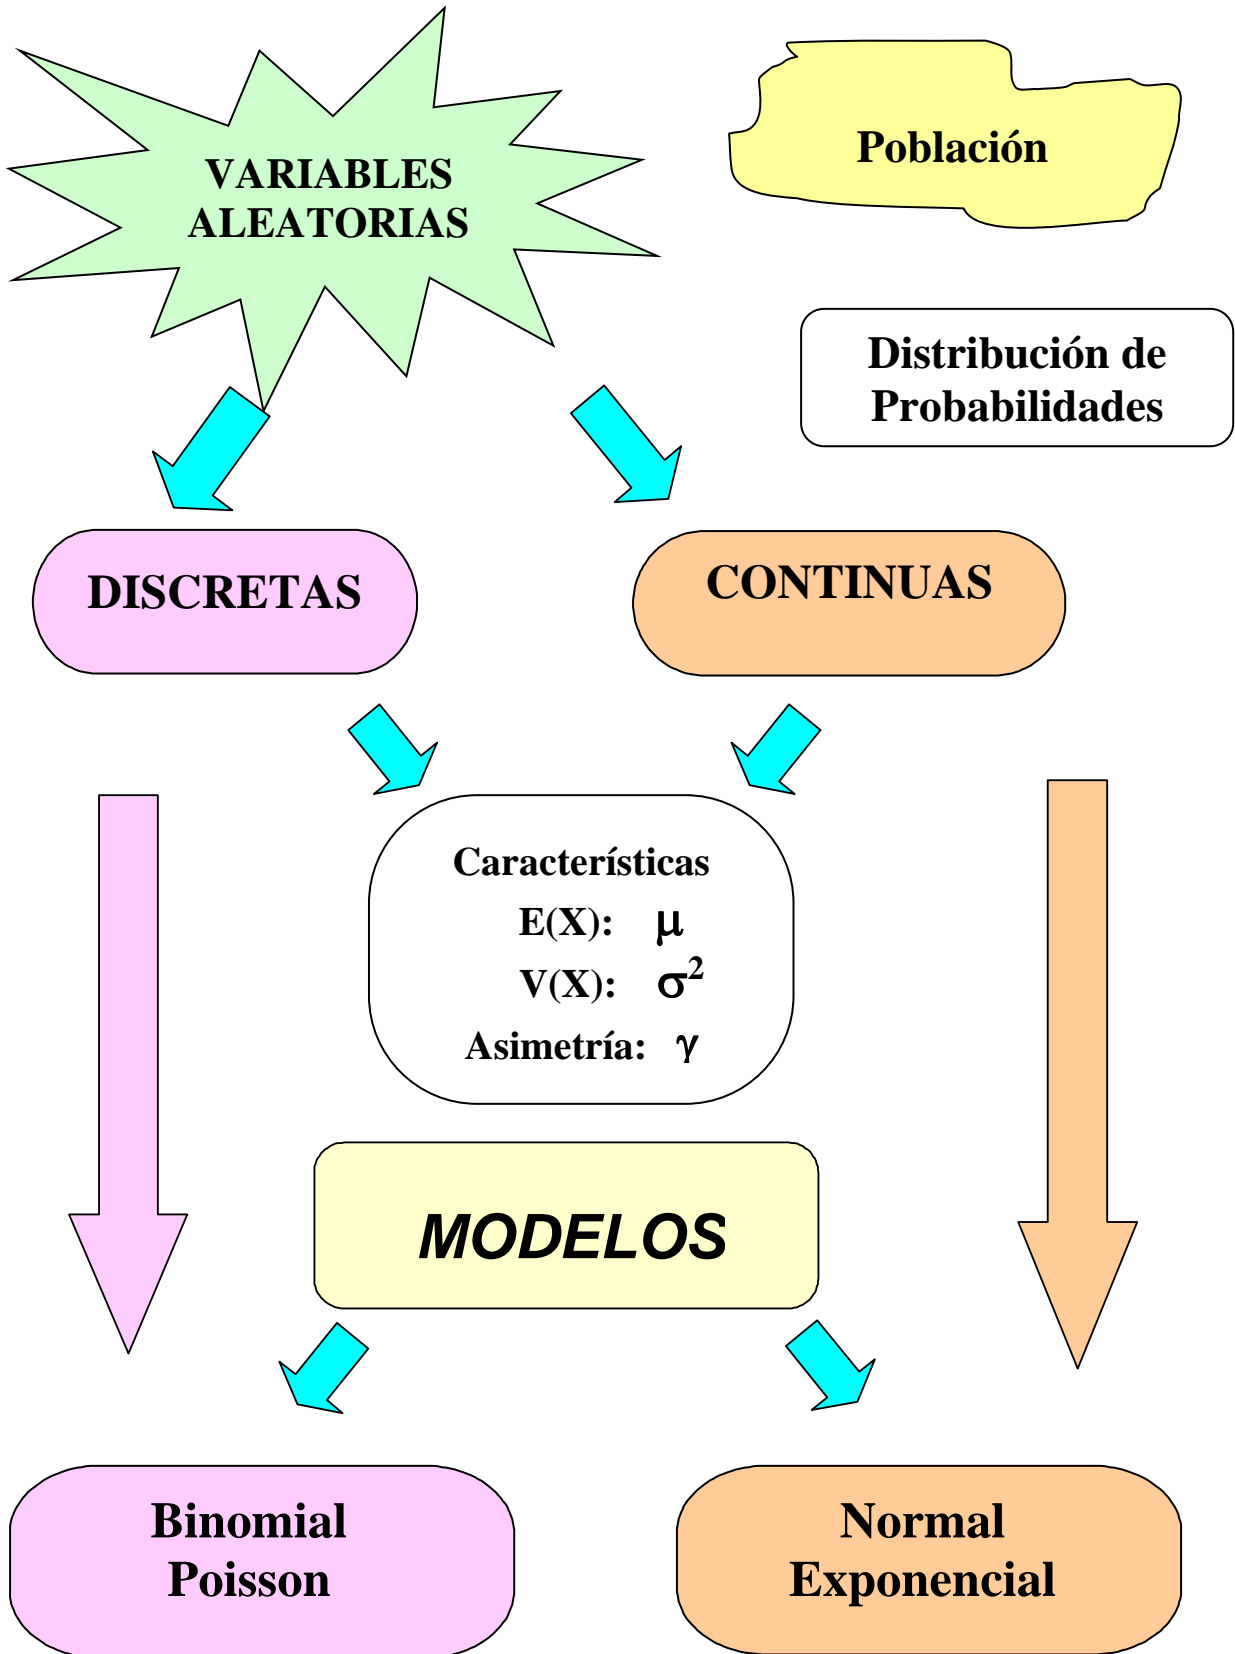 VARIABLES
ALEATORIAS
Población
Distribución de
Probabilidades
DISCRETAS
CONTINUAS
Características
E(X): μ
V(X): σ²
Asimetría: γ
MODELOS
Binomial
Poisson
Normal
Exponencial